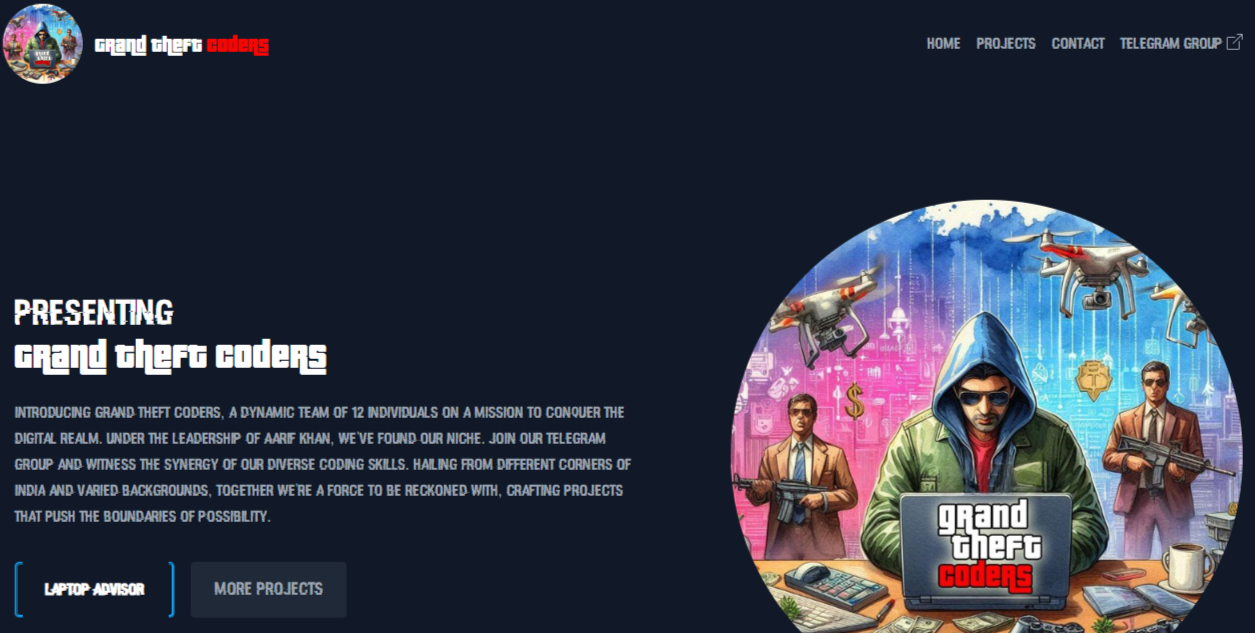 Grand Theft Coders
HOME PROJECTS CONTACT TELEGRAM GROUP
PRESENTING
Grand Theft Coders
INTRODUCING GRAND THEFT CODERS, A DYNAMIC TEAM OF 12 INDIVIDUALS ON A MISSION TO CONQUER THE
DIGITAL REALM. UNDER THE LEADERSHIP OF AARIF KHAN, WE'VE FOUND OUR NICHE. JOIN OUR TELEGRAM
GROUP AND WITNESS THE SYNERGY OF OUR DIVERSE CODING SKILLS. HAILING FROM DIFFERENT CORNERS OF
INDIA AND VARIED BACKGROUNDS, TOGETHER WE'RE A FORCE TO BE RECKONED WITH, CRAFTING PROJECTS
THAT PUSH THE BOUNDARIES OF POSSIBILITY.
LAPTOP ADVISOR
MORE PROJECTS
grand
theft
coders